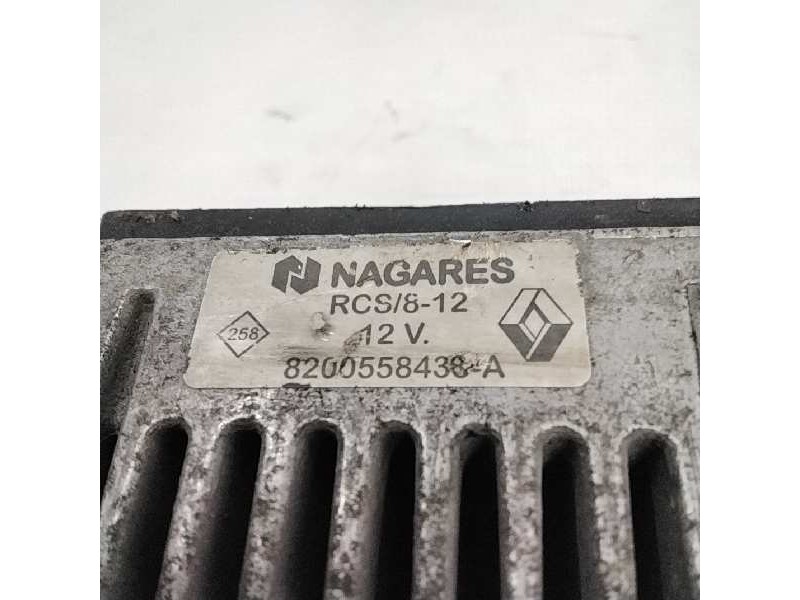 NAGARES
RCS/8-12
258
12 V.
8200558438-A